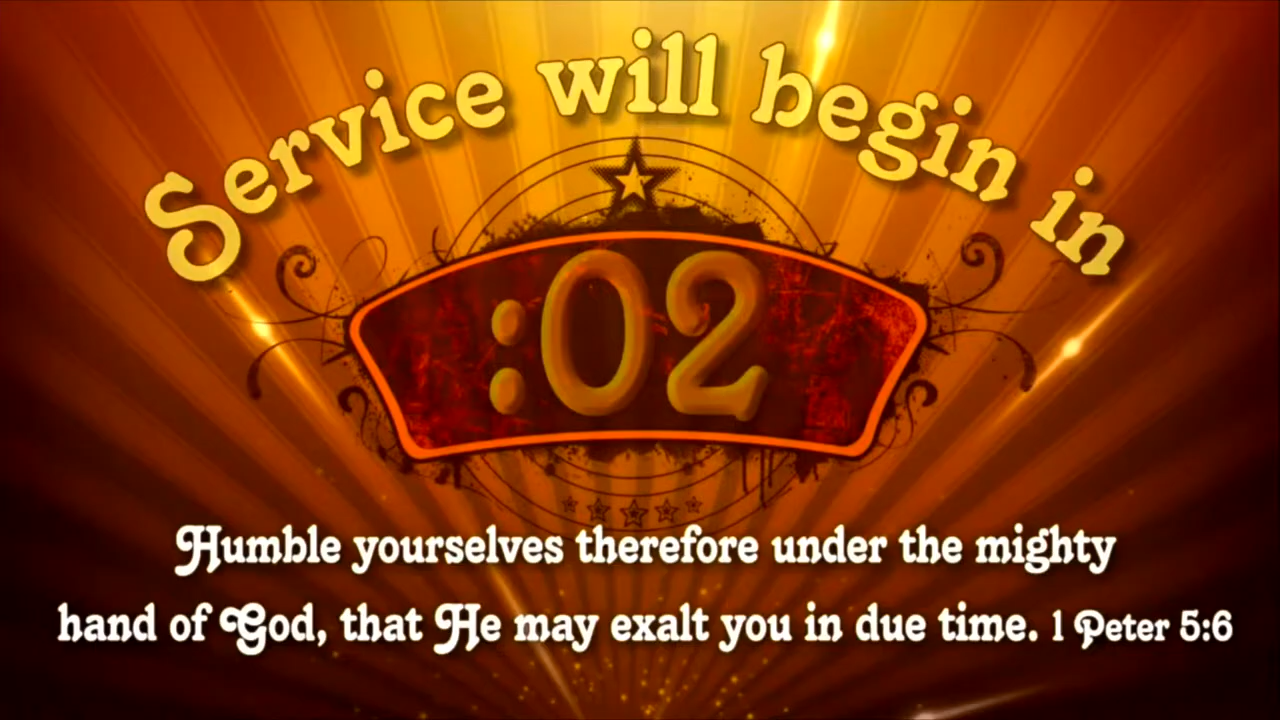 Service will begin in
:02
Humble yourselves therefore under the mighty
hand of God, that He may exalt you in due time. 1 Peter 5:6